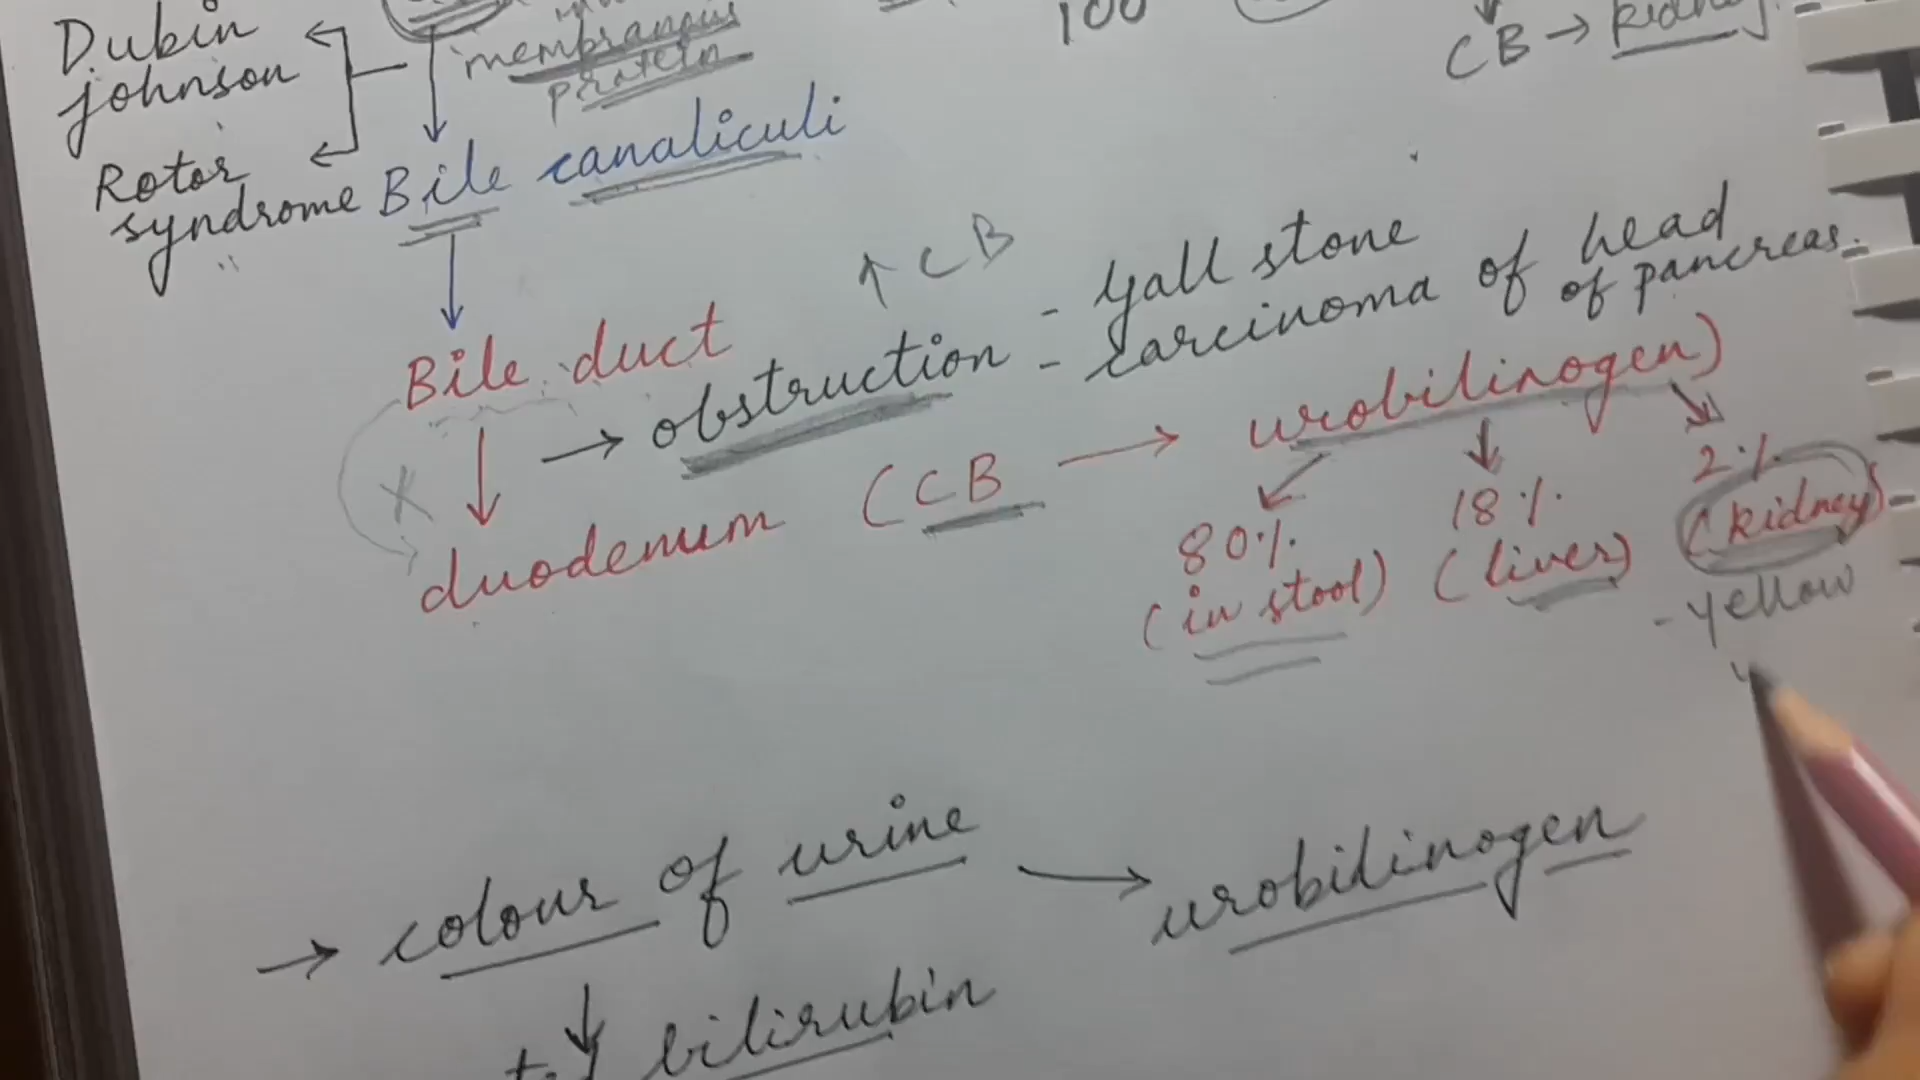 Dubin
johnson
Rotor
syndrome
membranous
protein
100
CB → kidney
Bile canaliculi
Bile duct
↑ CB
→ obstruction - gall stone
- carcinoma of head
of pancreas.
duodenum (CB → urobilinogen)
80% 18% 2%
(in stool) (liver) (kidney)
- yellow
→ colour of urine → urobilinogen
bilirubin